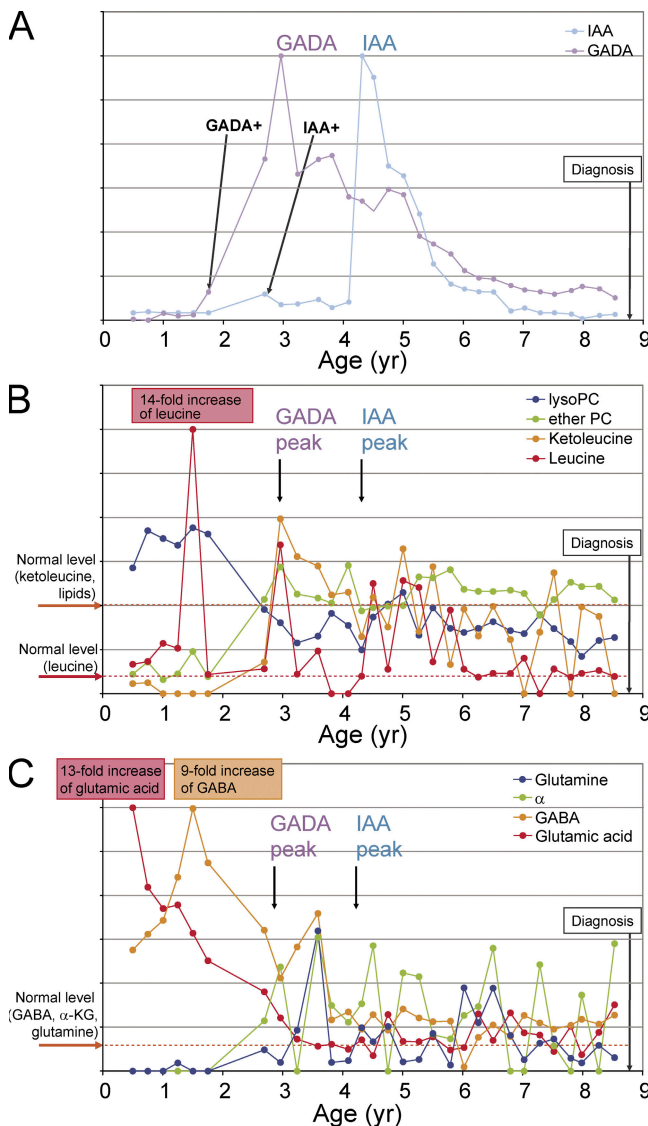 A
GADA IAA
IAA
GADA
GADA+
IAA+
Diagnosis
0 1 2 3 4 5 6 7 8 9
Age (yr)
B
14-fold increase
of leucine
GADA
peak
IAA
peak
lysoPC
ether PC
Ketoleucine
Leucine
Normal level
(ketoleucine,
lipids)
Normal level
(leucine)
Diagnosis
0 1 2 3 4 5 6 7 8 9
Age (yr)
C
13-fold increase
of glutamic acid
9-fold increase
of GABA
GADA
peak
IAA
peak
Glutamine
α
GABA
Glutamic acid
Normal level
(GABA, α-KG,
glutamine)
Diagnosis
0 1 2 3 4 5 6 7 8 9
Age (yr)